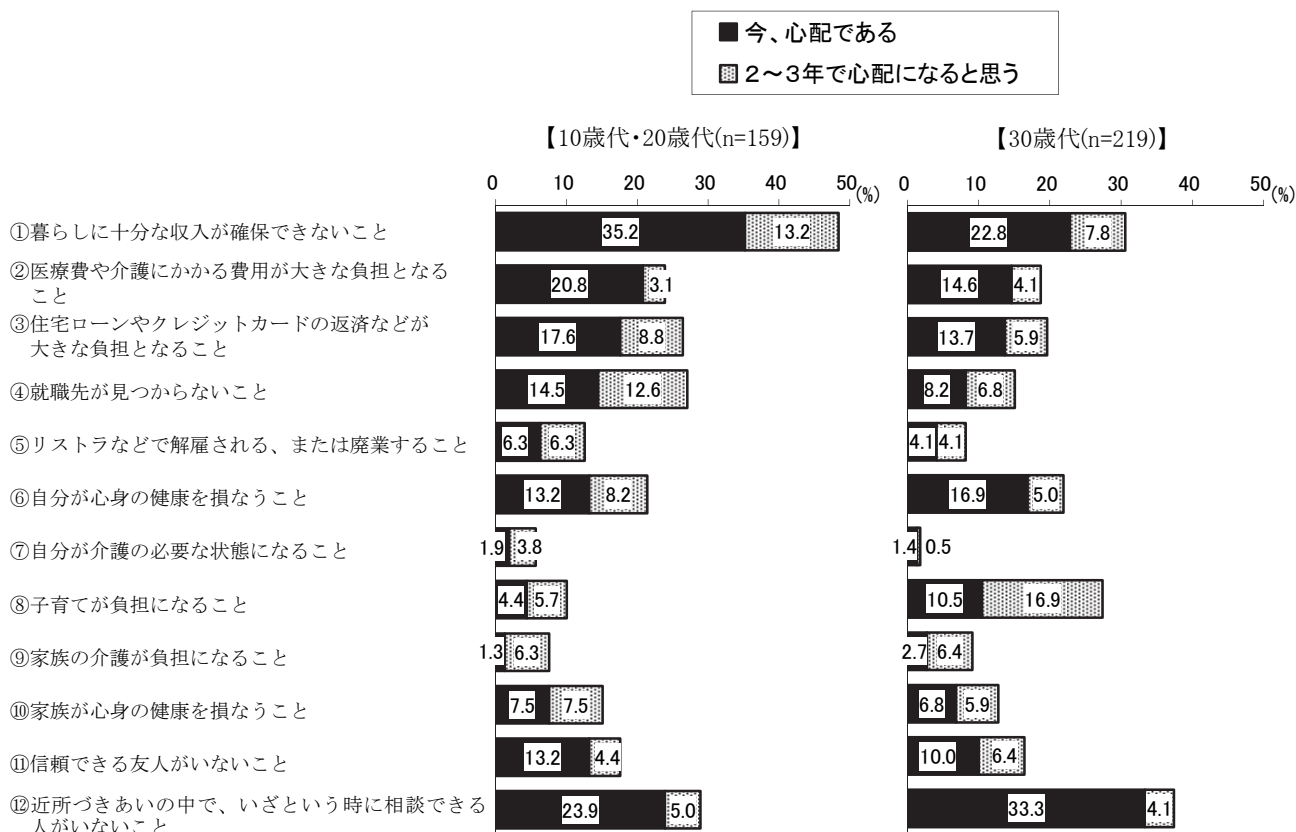 今、心配である
2～3年で心配になると思う
【10歳代・20歳代(n=159)】
【30歳代(n=219)】
0 10 20 30 40 50(%)
0 10 20 30 40 50(%)
①暮らしに十分な収入が確保できないこと
35.2 13.2 22.8 7.8
②医療費や介護にかかる費用が大きな負担となる
こと
20.8 3.1 14.6 4.1
③住宅ローンやクレジットカードの返済などが
大きな負担となること
17.6 8.8 13.7 5.9
④就職先が見つからないこと
14.5 12.6 8.2 6.8
⑤リストラなどで解雇される、または廃業すること
6.3 6.3 4.1 4.1
⑥自分が心身の健康を損なうこと
13.2 8.2 16.9 5.0
⑦自分が介護の必要な状態になること
1.9 3.8 1.4 0.5
⑧子育てが負担になること
4.4 5.7 10.5 16.9
⑨家族の介護が負担になること
1.3 6.3 2.7 6.4
⑩家族が心身の健康を損なうこと
7.5 7.5 6.8 5.9
⑪信頼できる友人がいないこと
13.2 4.4 10.0 6.4
⑫近所づきあいの中で、いざという時に相談できる
人がいないこと
23.9 5.0 33.3 4.1